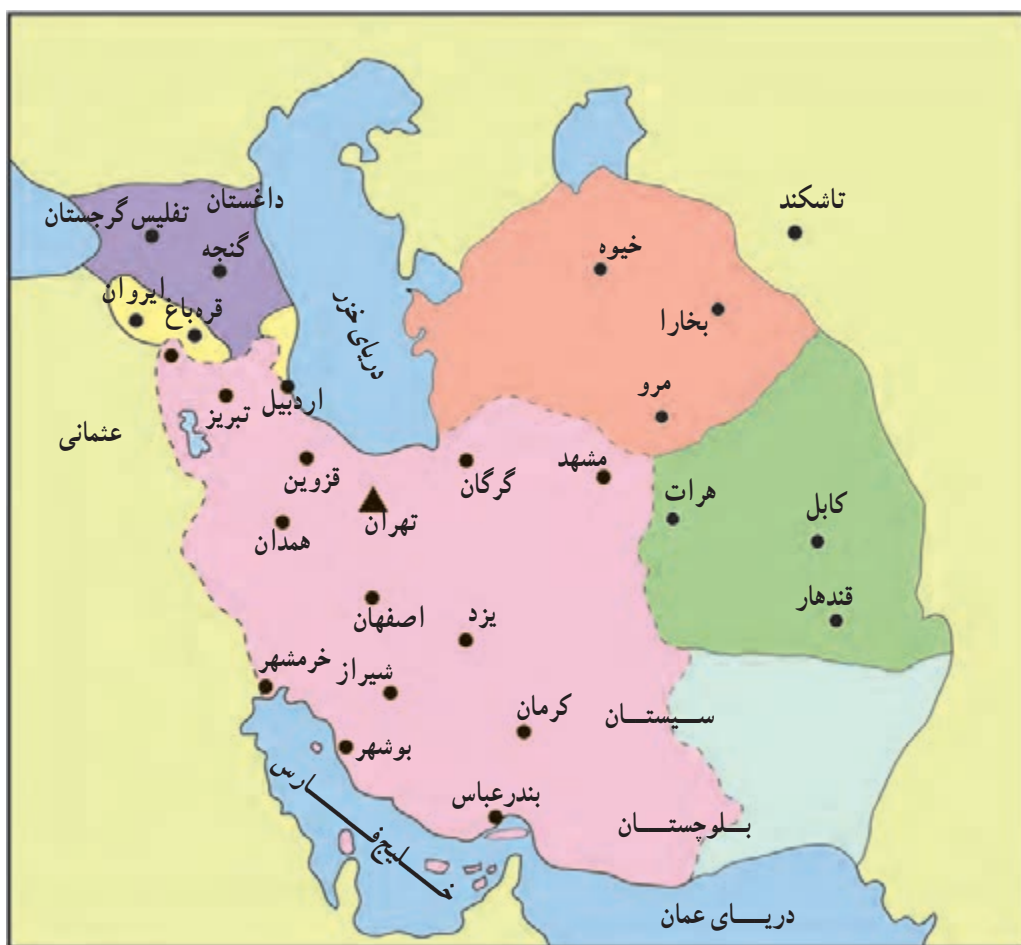 داغستان
تاشکند
تفلیس گرجستان
خیوه
گنجه
ایروان
قره‌باغ
بخارا
دریای خزر
مرو
اردبیل
تبریز
عثمانی
مشهد
گرگان
قزوین
هرات
کابل
تهران
همدان
قندهار
اصفهان
یزد
خرمشهر
شیراز
سیستان
کرمان
بوشهر
بندرعباس
بلوچستان
خلیج فارس
دریای عمان